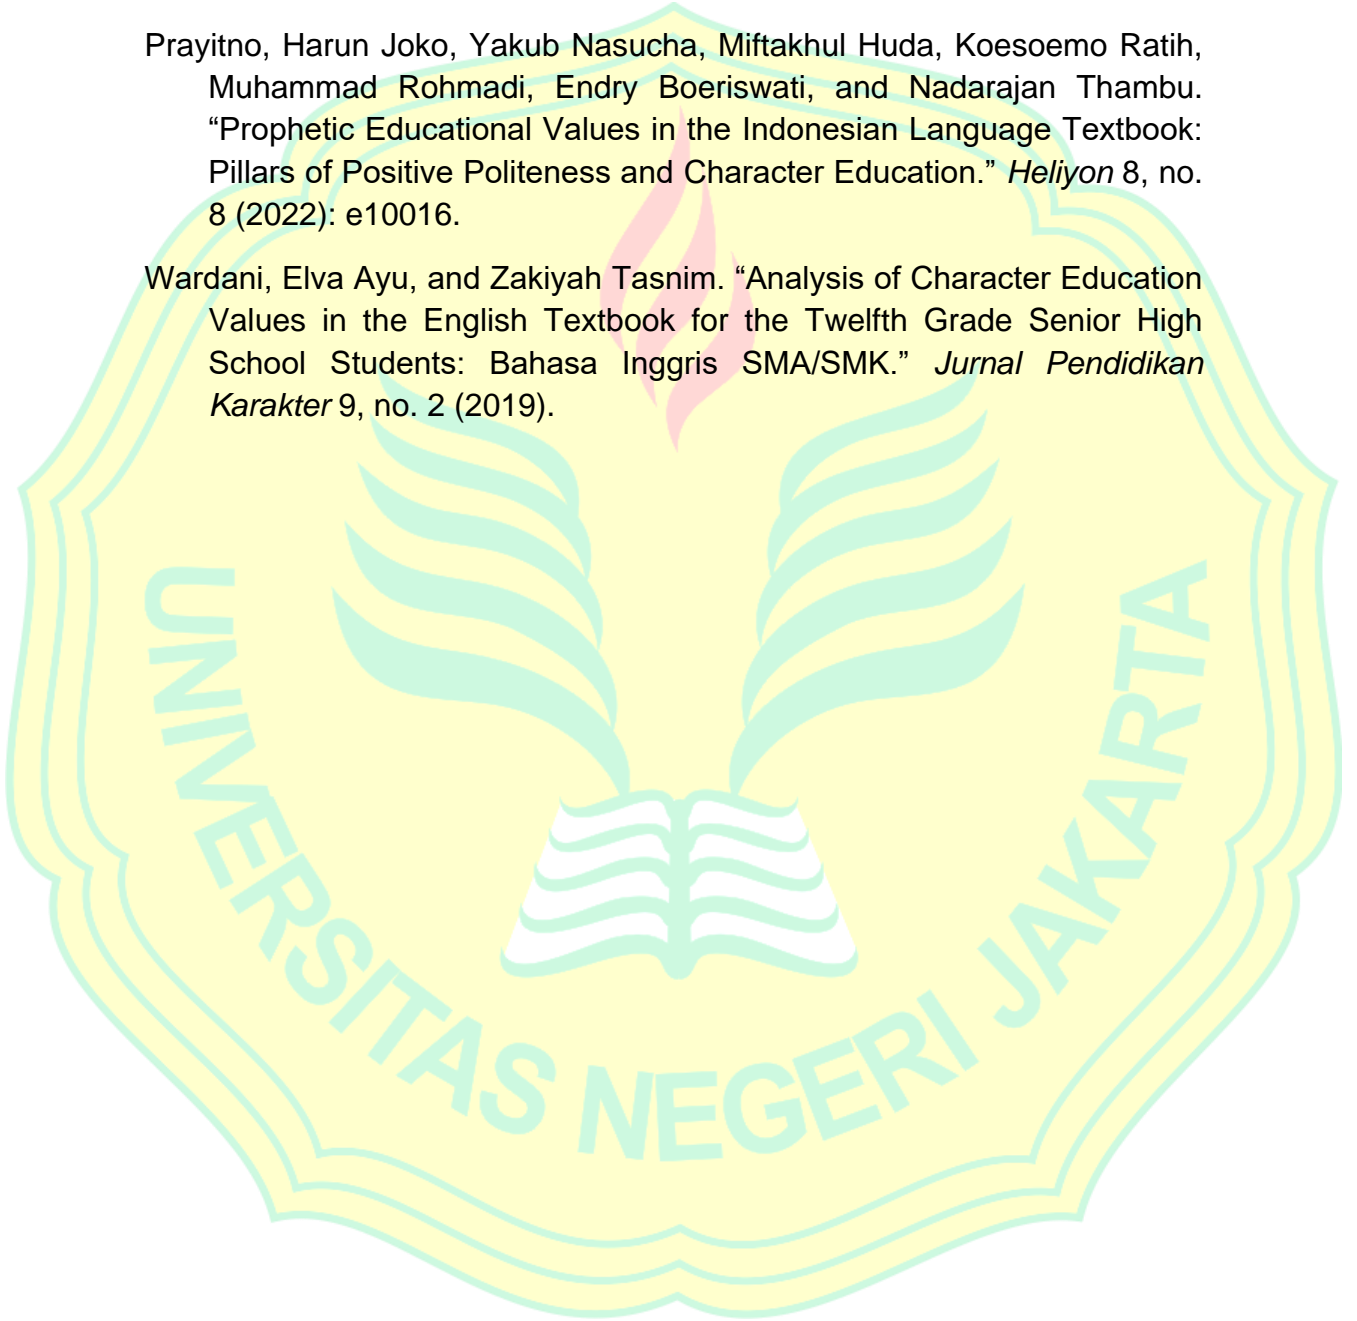 Prayitno, Harun Joko, Yakub Nasucha, Miftakhul Huda, Koesoemo Ratih,
Muhammad Rohmadi, Endry Boeriswati, and Nadarajan Thambu.
“Prophetic Educational Values in the Indonesian Language Textbook:
Pillars of Positive Politeness and Character Education.” Heliyon 8, no.
8 (2022): e10016.
Wardani, Elva Ayu, and Zakiyah Tasnim. “Analysis of Character Education
Values in the English Textbook for the Twelfth Grade Senior High
School Students: Bahasa Inggris SMA/SMK.” Jurnal Pendidikan
Karakter 9, no. 2 (2019).
UNIVERSITAS NEGERI JAKARTA